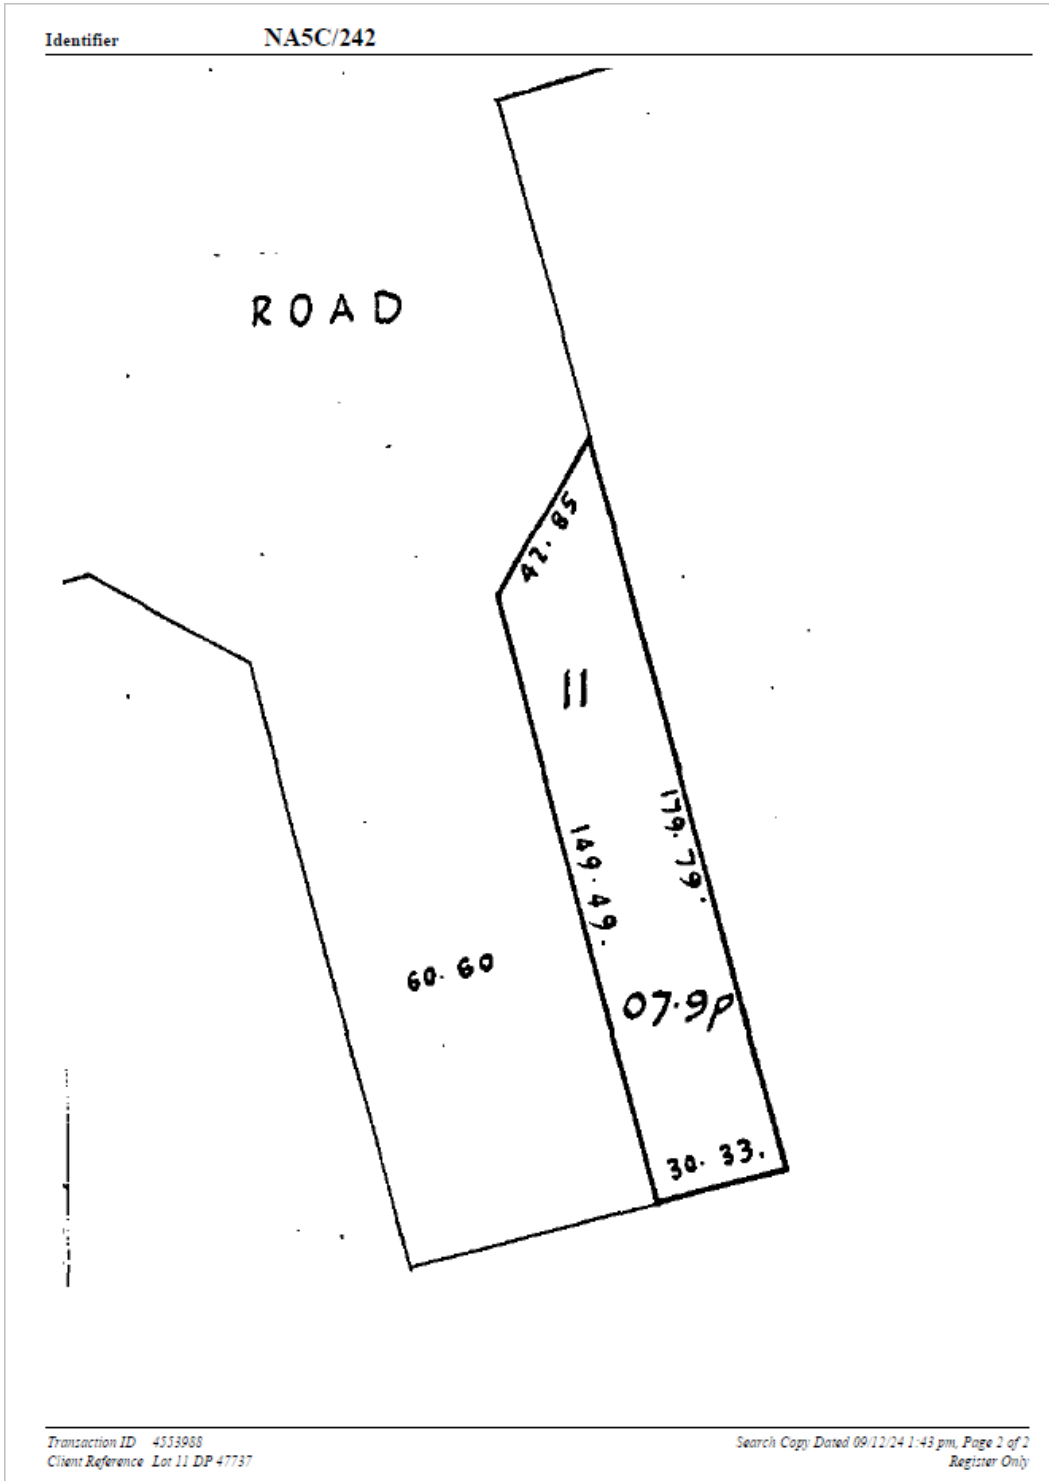 Identifier NA5C/242
ROAD
42.85
11
179.79.
149.49.
60.60
07.9p
30.33.
Transaction ID 4553988
Client Reference Lot 11 DP 47737
Search Copy Dated 09/12/24 1:43 pm, Page 2 of 2
Register Only